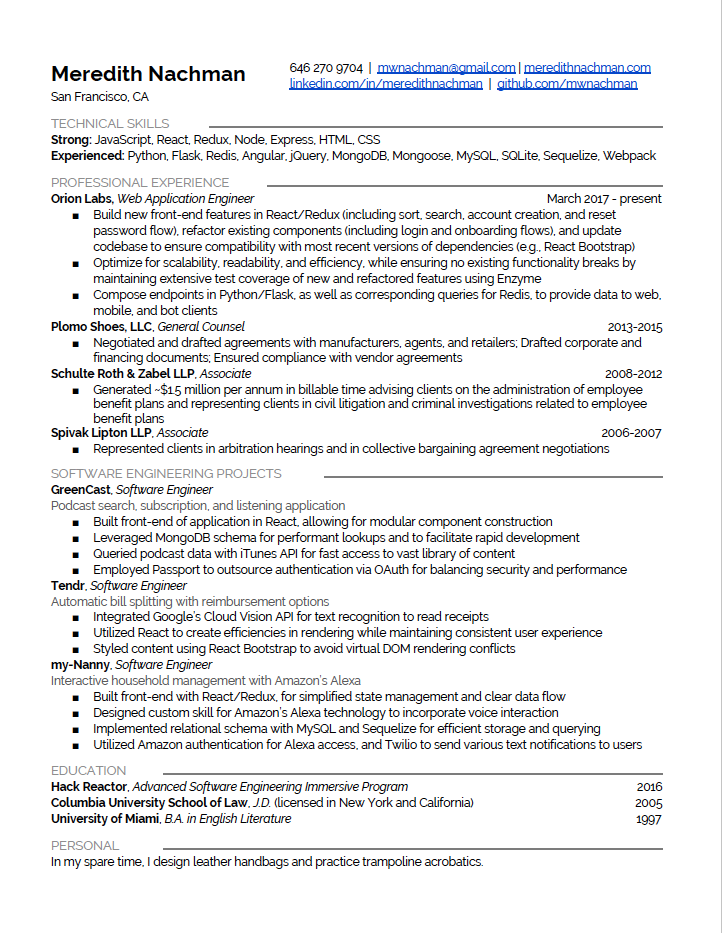 Meredith Nachman
San Francisco, CA
646 270 9704 | mwnachman@gmail.com | meredithnachman.com
linkedin.com/in/meredithnachman | github.com/mwnachman
TECHNICAL SKILLS
Strong: JavaScript, React, Redux, Node, Express, HTML, CSS
Experienced: Python, Flask, Redis, Angular, jQuery, MongoDB, Mongoose, MySQL, SQLite, Sequelize, Webpack
PROFESSIONAL EXPERIENCE
Orion Labs, Web Application Engineer March 2017 - present
■ Build new front-end features in React/Redux (including sort, search, account creation, and reset
password flow), refactor existing components (including login and onboarding flows), and update
codebase to ensure compatibility with most recent versions of dependencies (e.g., React Bootstrap)
■ Optimize for scalability, readability, and efficiency, while ensuring no existing functionality breaks by
maintaining extensive test coverage of new and refactored features using Enzyme
■ Compose endpoints in Python/Flask, as well as corresponding queries for Redis, to provide data to web,
mobile, and bot clients
Plomo Shoes, LLC, General Counsel 2013-2015
■ Negotiated and drafted agreements with manufacturers, agents, and retailers; Drafted corporate and
financing documents; Ensured compliance with vendor agreements
Schulte Roth & Zabel LLP, Associate 2008-2012
■ Generated ~$1.5 million per annum in billable time advising clients on the administration of employee
benefit plans and representing clients in civil litigation and criminal investigations related to employee
benefit plans
Spivak Lipton LLP, Associate 2006-2007
■ Represented clients in arbitration hearings and in collective bargaining agreement negotiations
SOFTWARE ENGINEERING PROJECTS
GreenCast, Software Engineer
Podcast search, subscription, and listening application
■ Built front-end of application in React, allowing for modular component construction
■ Leveraged MongoDB schema for performant lookups and to facilitate rapid development
■ Queried podcast data with iTunes API for fast access to vast library of content
■ Employed Passport to outsource authentication via OAuth for balancing security and performance
Tendr, Software Engineer
Automatic bill splitting with reimbursement options
■ Integrated Google's Cloud Vision API for text recognition to read receipts
■ Utilized React to create efficiencies in rendering while maintaining consistent user experience
■ Styled content using React Bootstrap to avoid virtual DOM rendering conflicts
my-Nanny, Software Engineer
Interactive household management with Amazon's Alexa
■ Built front-end with React/Redux, for simplified state management and clear data flow
■ Designed custom skill for Amazon's Alexa technology to incorporate voice interaction
■ Implemented relational schema with MySQL and Sequelize for efficient storage and querying
■ Utilized Amazon authentication for Alexa access, and Twilio to send various text notifications to users
EDUCATION
Hack Reactor, Advanced Software Engineering Immersive Program 2016
Columbia University School of Law, J.D. (licensed in New York and California) 2005
University of Miami, B.A. in English Literature 1997
PERSONAL
In my spare time, I design leather handbags and practice trampoline acrobatics.